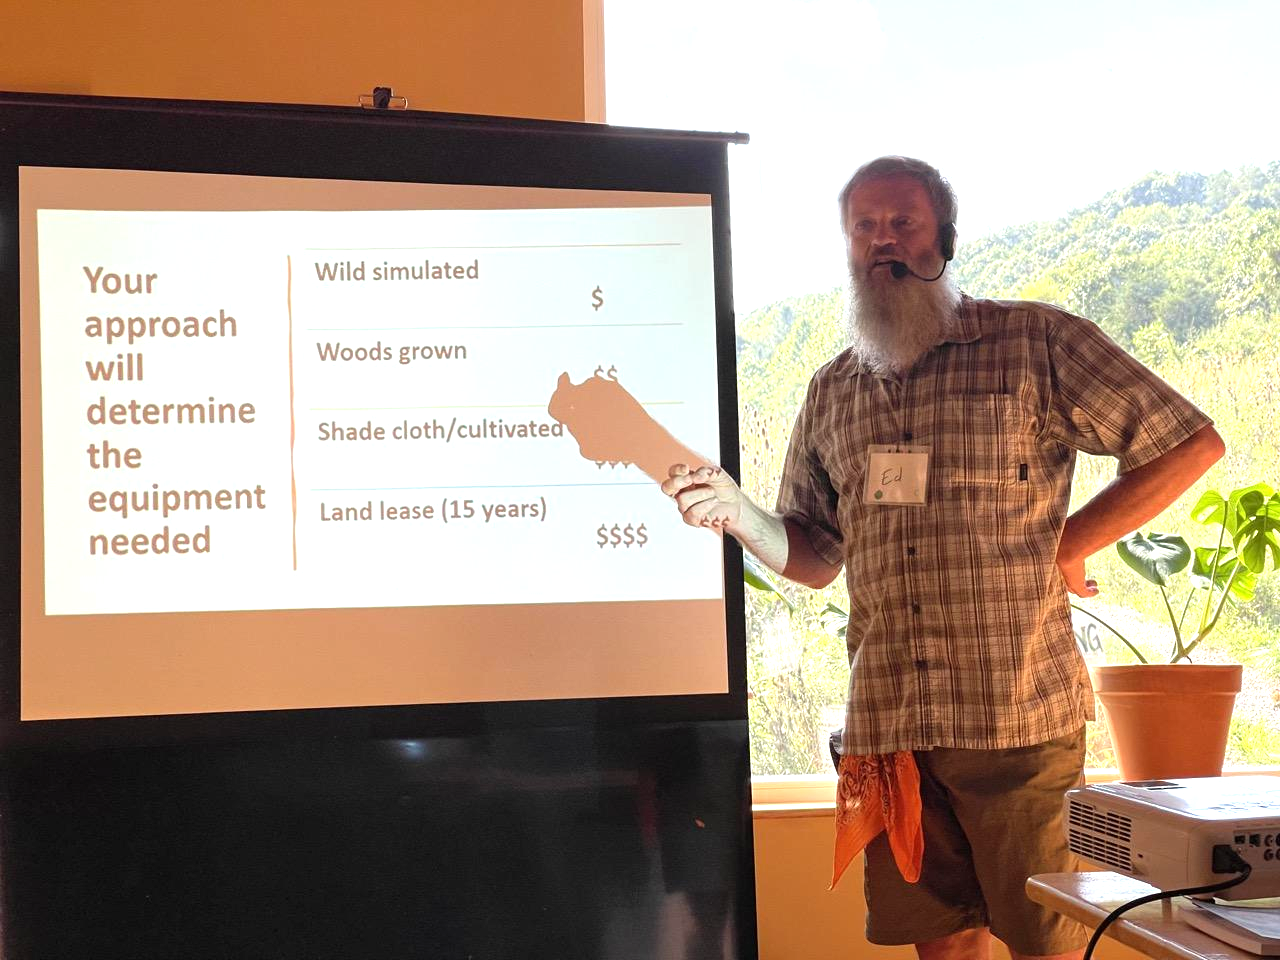 Your
approach
will
determine
the
equipment
needed
Wild simulated
$
Woods grown
$$
Shade cloth/cultivated
$$$
Land lease (15 years)
$$$$
Ed
NG